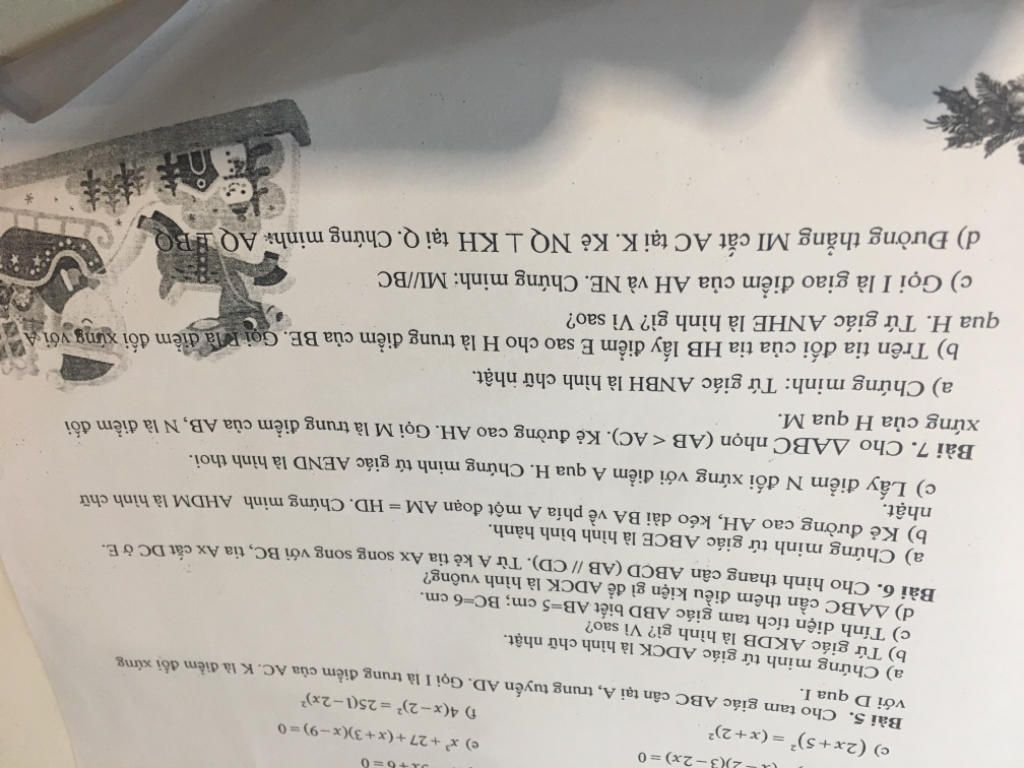 (3-2x) = 0
5x + 6 = 0
c) (2x+5)² = (x+2)²
e) x³ + 27 + (x+3)(x-9) = 0
f) 4(x-2)² = 25(1-2x)²
Bài 5. Cho tam giác ABC cân tại A, trung tuyến AD. Gọi I là trung điểm của AC. K là điểm đối xứng
với D qua I.
a) Chứng minh tứ giác ADCK là hình chữ nhật.
b) Tứ giác AKDB là hình gì? Vì sao?
c) Tính diện tích tam giác ABD biết AB=5 cm; BC=6 cm.
d) ΔABC cần thêm điều kiện gì để ADCK là hình vuông?
Bài 6. Cho hình thang cân ABCD (AB // CD). Từ A kẻ tia Ax song song với BC, tia Ax cắt DC ở E.
a) Chứng minh tứ giác ABCE là hình bình hành.
b) Kẻ đường cao AH, kéo dài BA về phía A một đoạn AM = HD. Chứng minh AHDM là hình chữ
nhật.
c) Lấy điểm N đối xứng với điểm A qua H. Chứng minh tứ giác AEND là hình thoi.
Bài 7. Cho ΔABC nhọn (AB < AC). Kẻ đường cao AH. Gọi M là trung điểm của AB, N là điểm đối
xứng của H qua M.
a) Chứng minh: Tứ giác ANBH là hình chữ nhật.
b) Trên tia đối của tia HB lấy điểm E sao cho H là trung điểm của BE. Gọi F là điểm đối xứng với A
qua H. Tứ giác ANHE là hình gì? Vì sao?
c) Gọi I là giao điểm của AH và NE. Chứng minh: MI//BC
d) Đường thẳng MI cắt AC tại K. Kẻ NQ ⊥ KH tại Q. Chứng minh: AQ ⊥ BQ